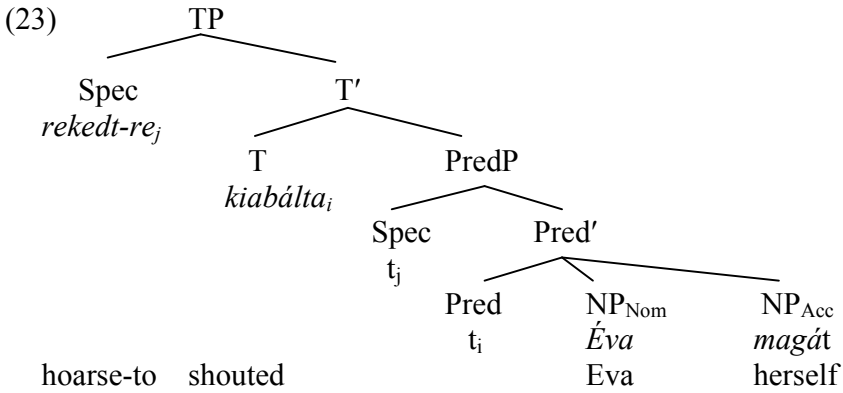 (23) TP
Spec T′
rekedt-re_j
T PredP
kiabálta_i
Spec Pred′
t_j
Pred NP_Nom NP_Acc
t_i Éva magát
hoarse-to shouted Eva herself